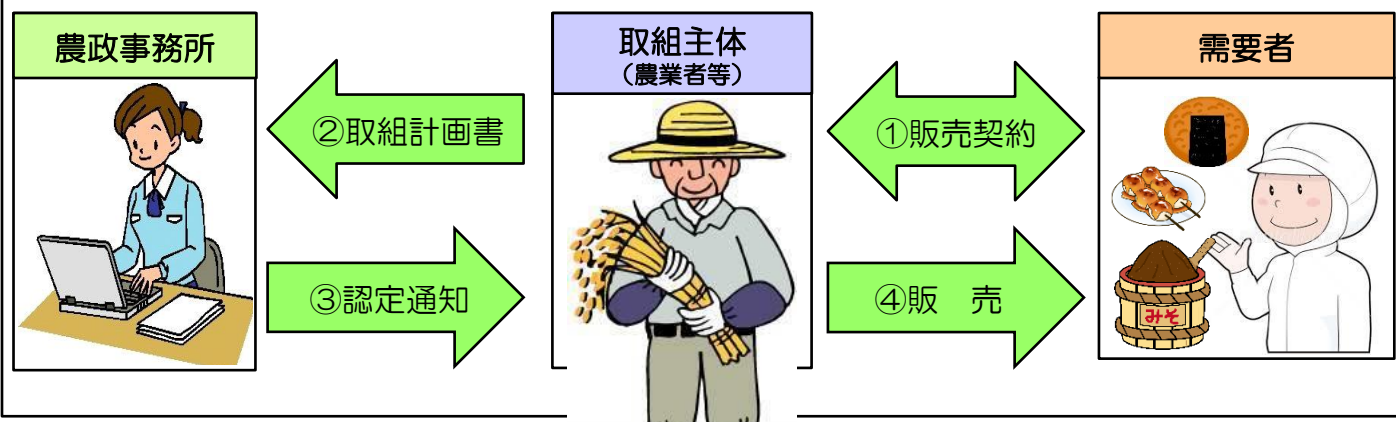 農政事務所
取組主体
（農業者等）
需要者
②取組計画書
①販売契約
③認定通知
④販　売
みそ